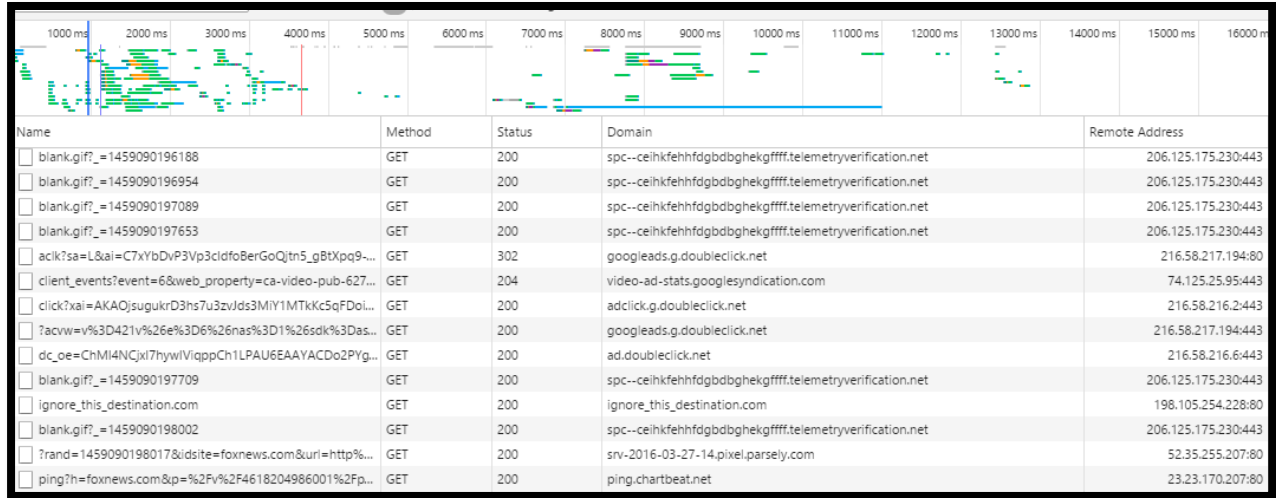 1000 ms 2000 ms 3000 ms 4000 ms 5000 ms 6000 ms 7000 ms 8000 ms 9000 ms 10000 ms 11000 ms 12000 ms 13000 ms 14000 ms 15000 ms 16000 m
Name Method Status Domain Remote Address
blank.gif?_=1459090196188 GET 200 spc--ceihkfehhfdgbdbghekgffff.telemetryverification.net 206.125.175.230:443
blank.gif?_=1459090196954 GET 200 spc--ceihkfehhfdgbdbghekgffff.telemetryverification.net 206.125.175.230:443
blank.gif?_=1459090197089 GET 200 spc--ceihkfehhfdgbdbghekgffff.telemetryverification.net 206.125.175.230:443
blank.gif?_=1459090197653 GET 200 spc--ceihkfehhfdgbdbghekgffff.telemetryverification.net 206.125.175.230:443
aclk?sa=L&ai=C7xYbDvP3Vp3cIdfoBerGoQjtn5_gBtXpq9-... GET 302 googleads.g.doubleclick.net 216.58.217.194:80
client_events?event=6&web_property=ca-video-pub-627... GET 204 video-ad-stats.googlesyndication.com 74.125.25.95:443
click?xai=AKAOjsugukrD3hs7u3zvJds3MiY1MTkKc5qFDoi... GET 200 adclick.g.doubleclick.net 216.58.216.2:443
?acvw=v%3D421v%26e%3D6%26nas%3D1%26sdk%3Das... GET 200 googleads.g.doubleclick.net 216.58.217.194:443
dc_oe=ChMI4NCjxI7hywIViqppCh1LPAU6EAAYACDo2PYg... GET 200 ad.doubleclick.net 216.58.216.6:443
blank.gif?_=1459090197709 GET 200 spc--ceihkfehhfdgbdbghekgffff.telemetryverification.net 206.125.175.230:443
ignore_this_destination.com GET 200 ignore_this_destination.com 198.105.254.228:80
blank.gif?_=1459090198002 GET 200 spc--ceihkfehhfdgbdbghekgffff.telemetryverification.net 206.125.175.230:443
?rand=1459090198017&idsite=foxnews.com&url=http%... GET 200 srv-2016-03-27-14.pixel.parsely.com 52.35.255.207:80
ping?h=foxnews.com&p=%2Fv%2F4618204986001%2Fp... GET 200 ping.chartbeat.net 23.23.170.207:80